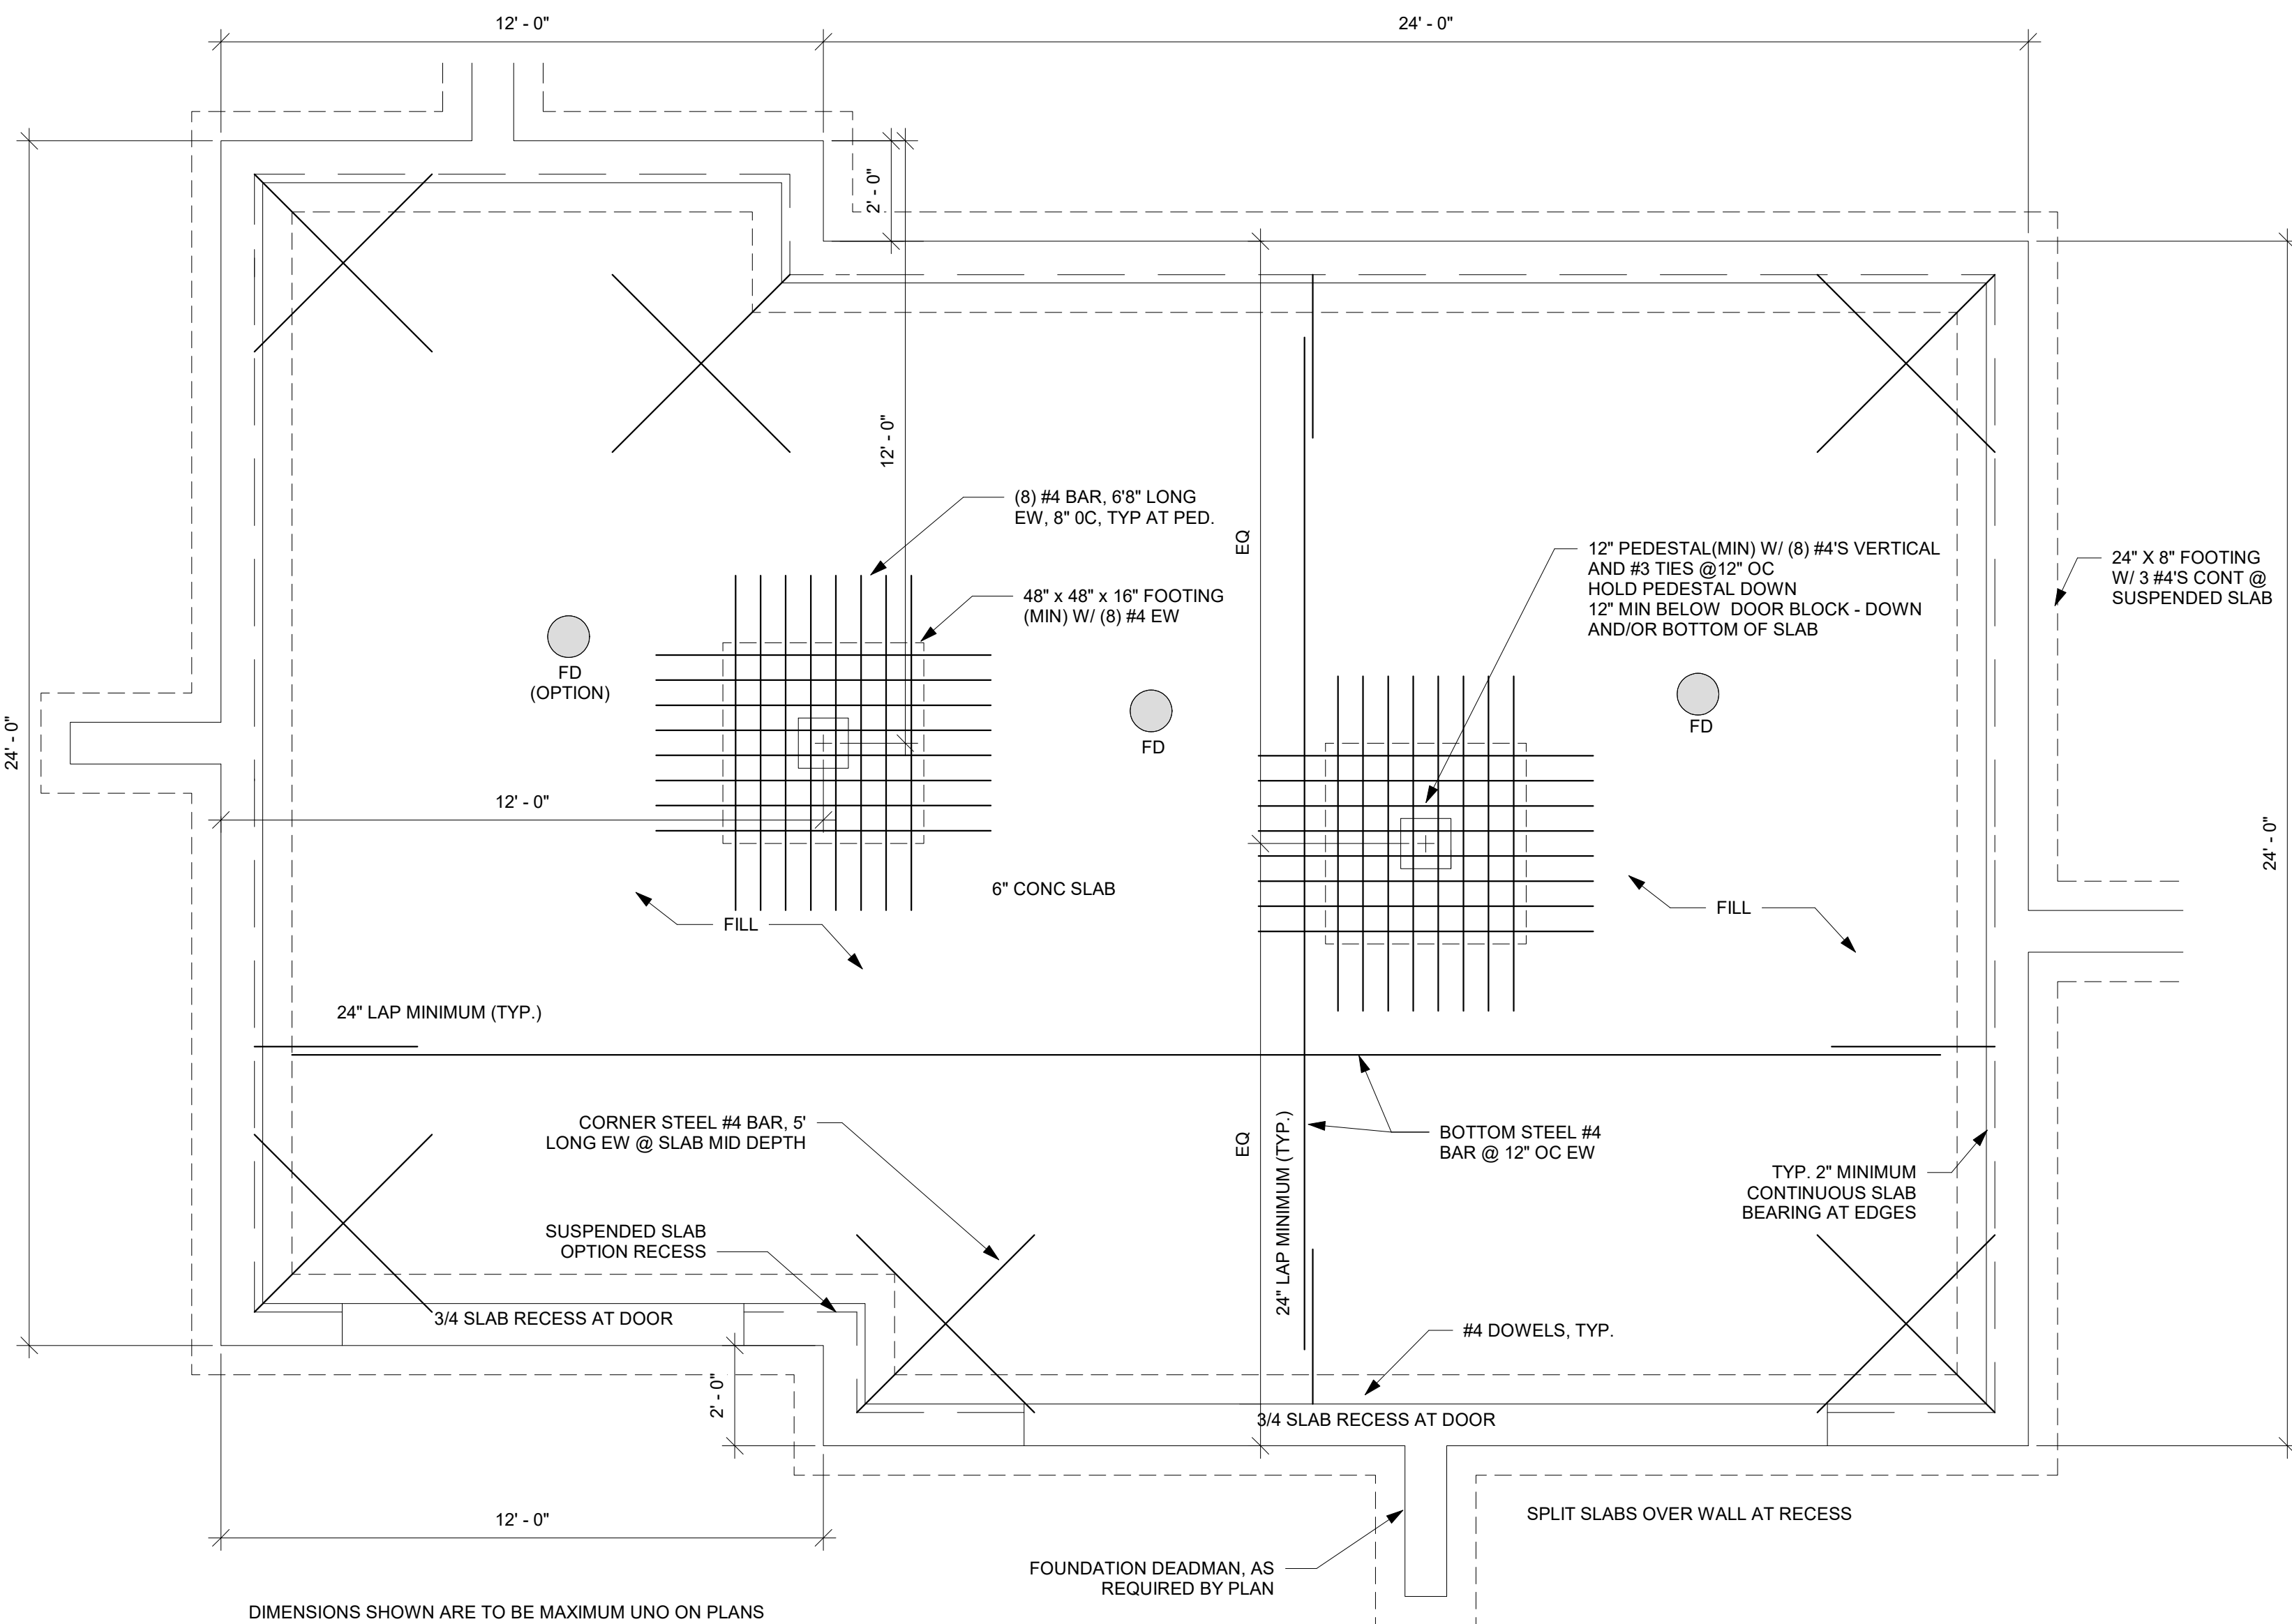 12' - 0"
24' - 0"
2' - 0"
12' - 0"
(8) #4 BAR, 6'8" LONG
EW, 8" 0C, TYP AT PED.
EQ
12" PEDESTAL(MIN) W/ (8) #4'S VERTICAL
AND #3 TIES @12" OC
HOLD PEDESTAL DOWN
12" MIN BELOW DOOR BLOCK - DOWN
AND/OR BOTTOM OF SLAB
24" X 8" FOOTING
W/ 3 #4'S CONT @
SUSPENDED SLAB
48" x 48" x 16" FOOTING
(MIN) W/ (8) #4 EW
FD
(OPTION)
FD
FD
24' - 0"
12' - 0"
24' - 0"
6" CONC SLAB
FILL
FILL
24" LAP MINIMUM (TYP.)
CORNER STEEL #4 BAR, 5'
LONG EW @ SLAB MID DEPTH
EQ
24" LAP MINIMUM (TYP.)
BOTTOM STEEL #4
BAR @ 12" OC EW
TYP. 2" MINIMUM
CONTINUOUS SLAB
BEARING AT EDGES
SUSPENDED SLAB
OPTION RECESS
3/4 SLAB RECESS AT DOOR
#4 DOWELS, TYP.
2' - 0"
3/4 SLAB RECESS AT DOOR
12' - 0"
SPLIT SLABS OVER WALL AT RECESS
FOUNDATION DEADMAN, AS
REQUIRED BY PLAN
DIMENSIONS SHOWN ARE TO BE MAXIMUM UNO ON PLANS